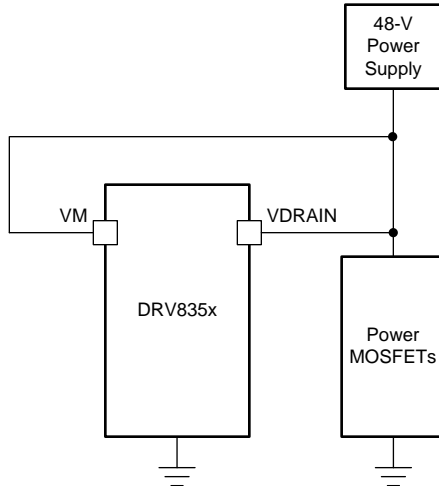 48-V
Power
Supply
VM
VDRAIN
DRV835x
Power
MOSFETs